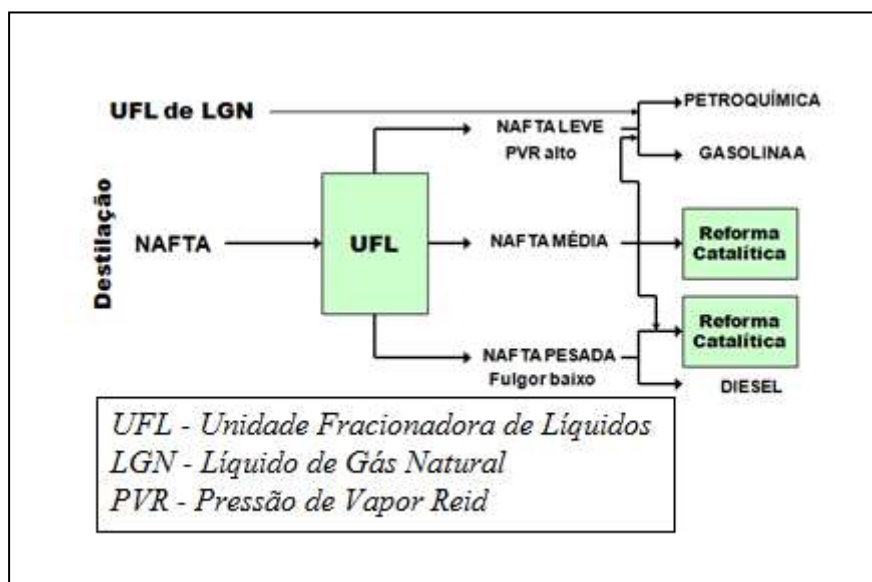 UFL de LGN
PETROQUÍMICA
NAFTA LEVE
PVR alto
GASOLINAA
Destilação
NAFTA
UFL
NAFTA MÉDIA
Reforma
Catalítica
Reforma
Catalítica
NAFTA PESADA
Fulgor baixo
DIESEL
UFL - Unidade Fracionadora de Líquidos
LGN - Líquido de Gás Natural
PVR - Pressão de Vapor Reid